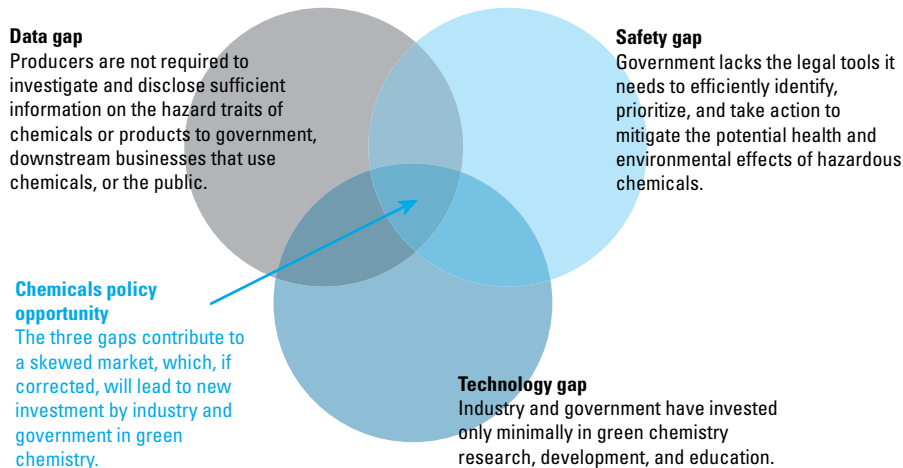 Data gap
Producers are not required to
investigate and disclose sufficient
information on the hazard traits of
chemicals or products to government,
downstream businesses that use
chemicals, or the public.
Safety gap
Government lacks the legal tools it
needs to efficiently identify,
prioritize, and take action to
mitigate the potential health and
environmental effects of hazardous
chemicals.
Chemicals policy
opportunity
The three gaps contribute to
a skewed market, which, if
corrected, will lead to new
investment by industry and
government in green
chemistry.
Technology gap
Industry and government have invested
only minimally in green chemistry
research, development, and education.